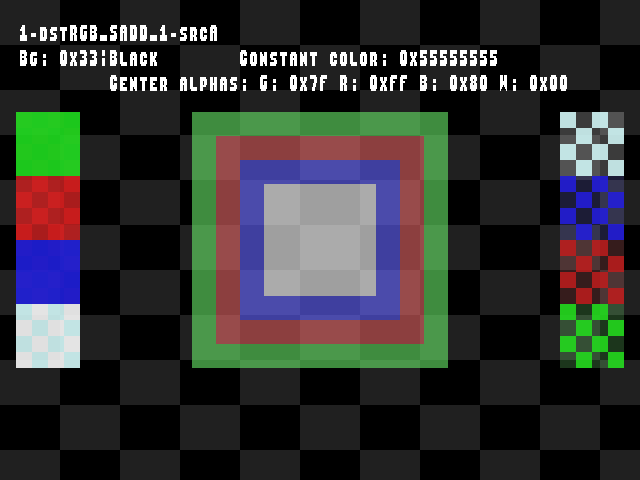 1-dstRGB_SADD_1-srcA
Bg: 0x33|Black Constant color: 0x55555555
Center alphas: G: 0x7f R: 0xff B: 0x80 W: 0x00